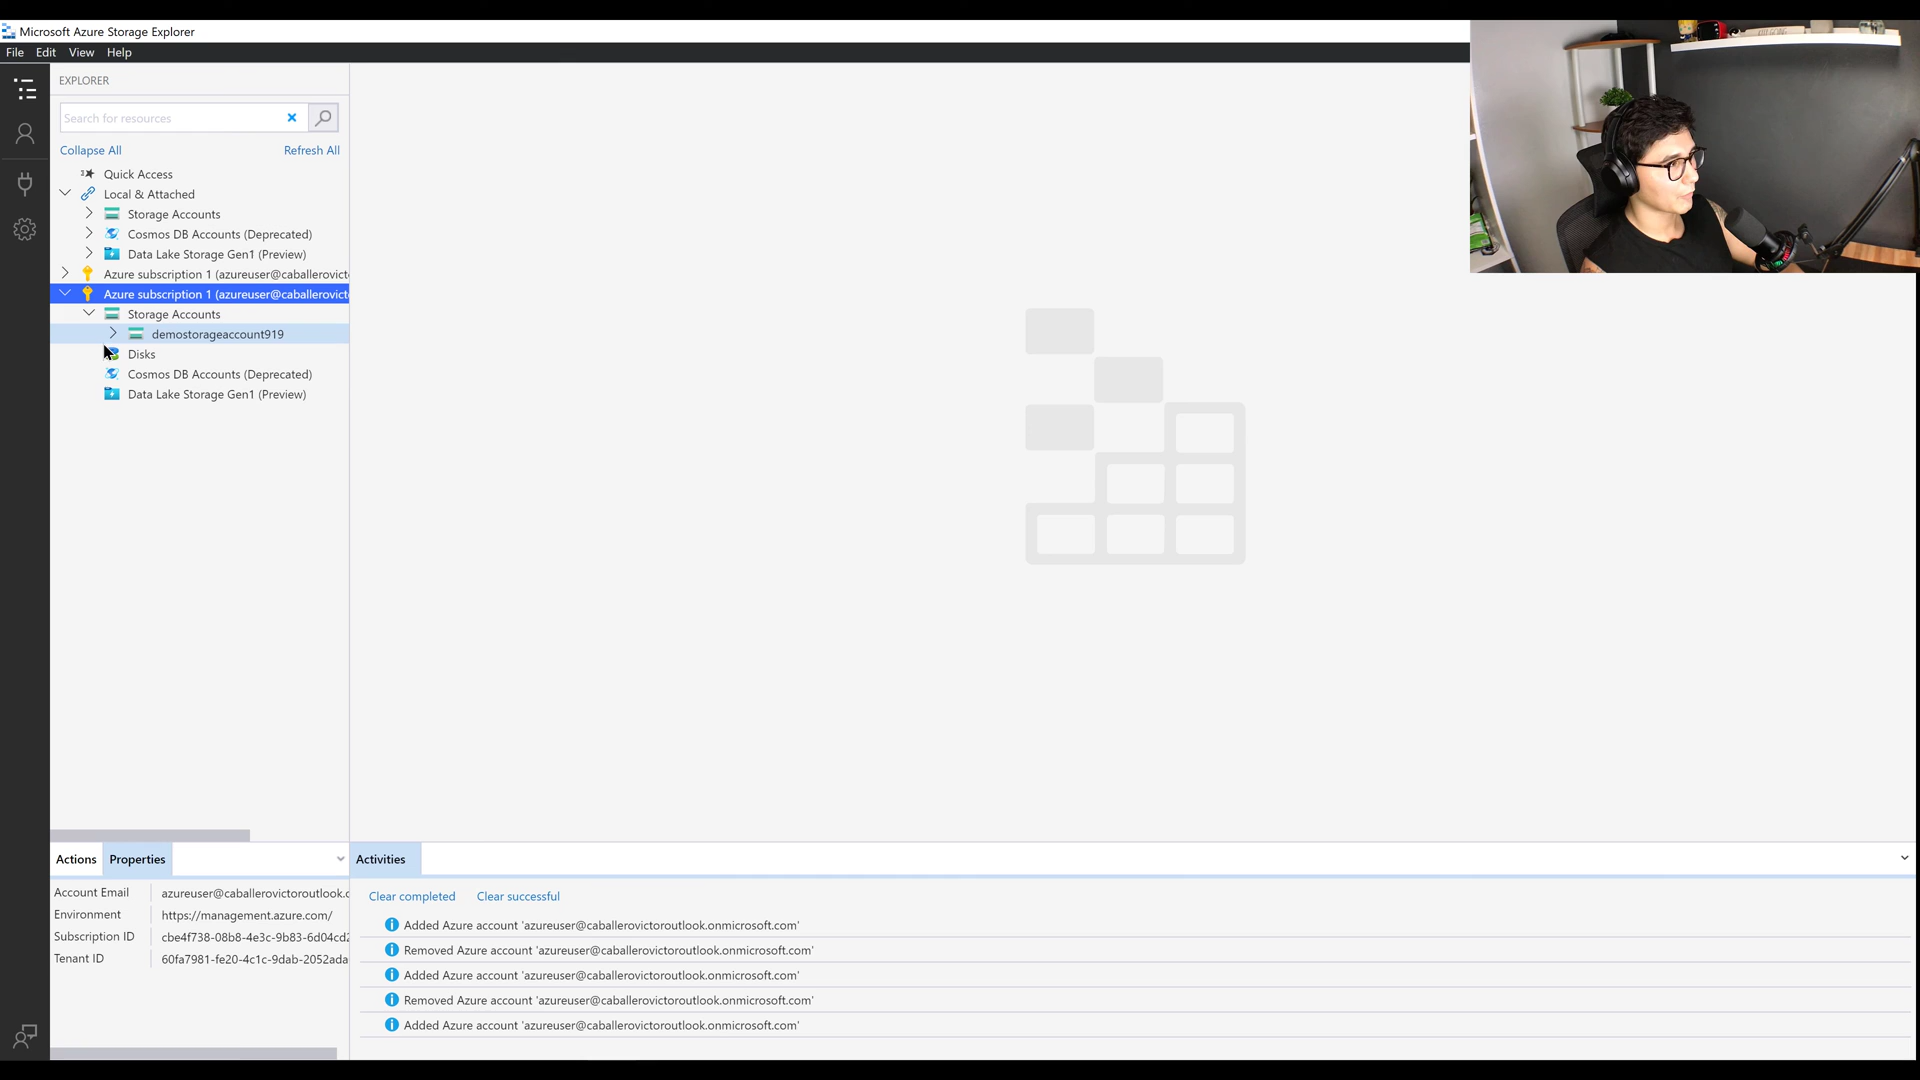 Microsoft Azure Storage Explorer
File Edit View Help
EXPLORER
Search for resources
Collapse All Refresh All
Quick Access
Local & Attached
Storage Accounts
Cosmos DB Accounts (Deprecated)
Data Lake Storage Gen1 (Preview)
Azure subscription 1 (azureuser@caballerovict
Azure subscription 1 (azureuser@caballerovict
Storage Accounts
demostorageaccount919
Disks
Cosmos DB Accounts (Deprecated)
Data Lake Storage Gen1 (Preview)
Actions Properties
Account Email azureuser@caballerovictoroutlook.c
Environment https://management.azure.com/
Subscription ID cbe4f738-08b8-4e3c-9b83-6d04cd2
Tenant ID 60fa7981-fe20-4c1c-9dab-2052ada
Activities
Clear completed Clear successful
Added Azure account 'azureuser@caballerovictoroutlook.onmicrosoft.com'
Removed Azure account 'azureuser@caballerovictoroutlook.onmicrosoft.com'
Added Azure account 'azureuser@caballerovictoroutlook.onmicrosoft.com'
Removed Azure account 'azureuser@caballerovictoroutlook.onmicrosoft.com'
Added Azure account 'azureuser@caballerovictoroutlook.onmicrosoft.com'